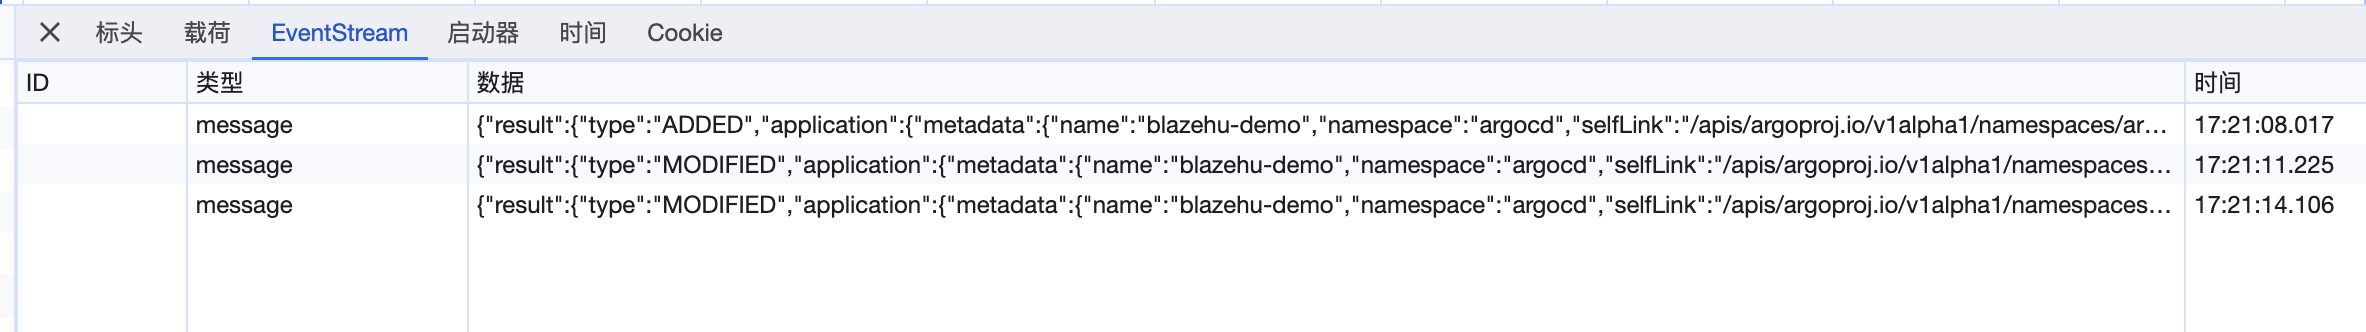 标头 载荷 EventStream 启动器 时间 Cookie
ID 类型 数据 时间
message {"result":{"type":"ADDED","application":{"metadata":{"name":"blazehu-demo","namespace":"argocd","selfLink":"/apis/argoproj.io/v1alpha1/namespaces/ar… 17:21:08.017
message {"result":{"type":"MODIFIED","application":{"metadata":{"name":"blazehu-demo","namespace":"argocd","selfLink":"/apis/argoproj.io/v1alpha1/namespaces… 17:21:11.225
message {"result":{"type":"MODIFIED","application":{"metadata":{"name":"blazehu-demo","namespace":"argocd","selfLink":"/apis/argoproj.io/v1alpha1/namespaces… 17:21:14.106